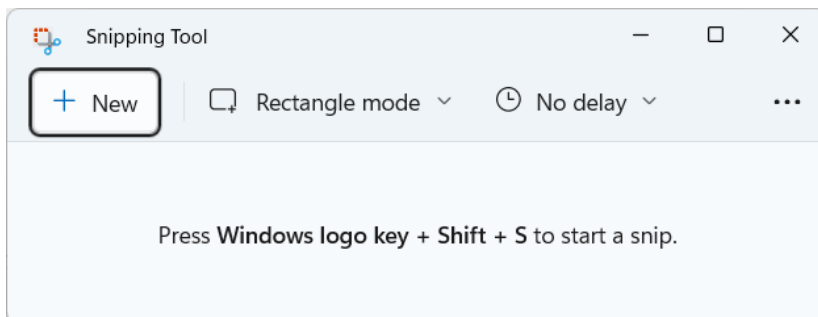 Snipping Tool
New
Rectangle mode
No delay
Press Windows logo key + Shift + S to start a snip.